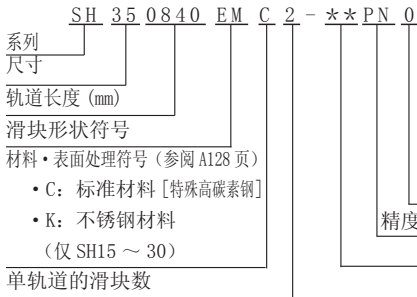 SH 35 0840 EM C 2 - ** P N 0
系列
尺寸
轨道长度 (mm)
滑块形状符号
材料・表面处理符号（参阅 A128 页）
・C: 标准材料 [特殊高碳素钢]
・K: 不锈钢材料
精度
（仅 SH15 ～ 30）
单轨道的滑块数